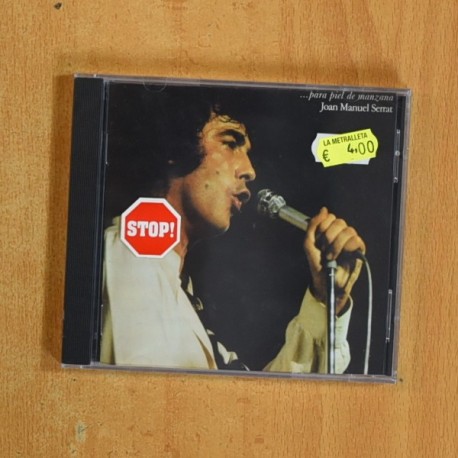 ...para piel de manzana
Joan Manuel Serrat
LA METRALLETA
€ 4,00
STOP!